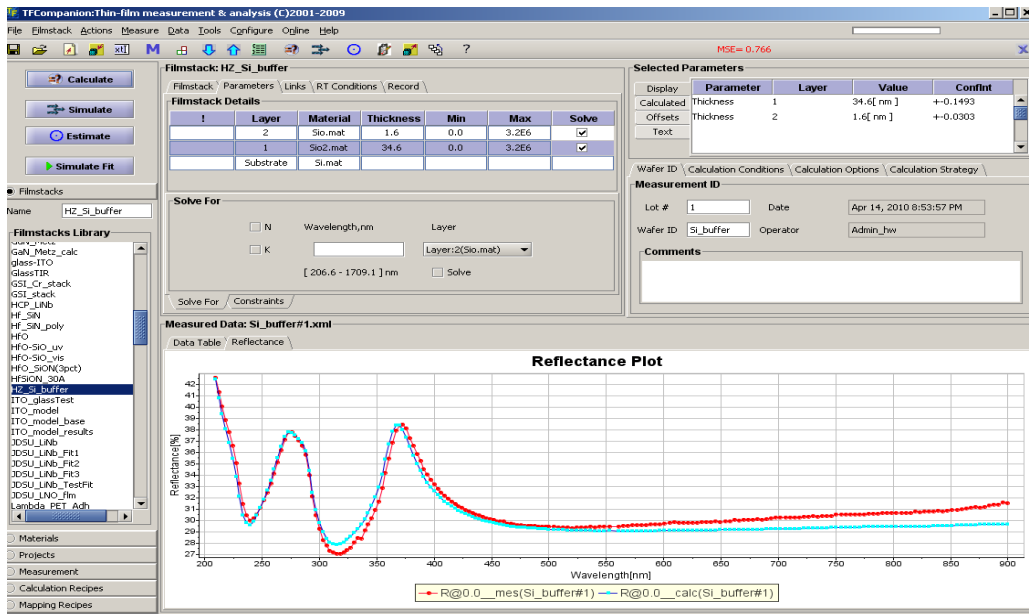 TFCompanion:Thin-film measurement & analysis (C)2001-2009
File Filmstack Actions Measure Data Tools Configure Online Help
M ? MSE= 0.766
Calculate
Simulate
Estimate
Simulate Fit
Filmstacks
Name HZ_Si_buffer
Filmstacks Library
GaN_Metz_calc
glass-ITO
GlassTIR
GSI_Cr_stack
GSI_stack
HCP_LiNb
Hf_SiN
Hf_SiN_poly
HfO
HfO-SiO_uv
HfO-SiO_vis
HfO_SiON(3pct)
HfSiON_30A
HZ_Si_buffer
ITO_glassTest
ITO_model
ITO_model_base
ITO_model_results
JDSU_LiNb
JDSU_LiNb_Fit1
JDSU_LiNb_Fit2
JDSU_LiNb_Fit3
JDSU_LiNb_TestFit
JDSU_LNO_flm
Lambda_PET_Adh
Materials
Projects
Measurement
Calculation Recipes
Mapping Recipes
Filmstack: HZ_Si_buffer
Filmstack Parameters Links RT Conditions Record
Filmstack Details
! Layer Material Thickness Min Max Solve
2 Sio.mat 1.6 0.0 3.2E6
1 Sio2.mat 34.6 0.0 3.2E6
Substrate Si.mat
Solve For
N Wavelength,nm Layer
K Layer:2(Sio.mat)
[ 206.6 - 1709.1 ] nm Solve
Solve For Constraints
Selected Parameters
Display Parameter Layer Value ConfInt
Calculated Thickness 1 34.6[ nm ] +-0.1493
Offsets Thickness 2 1.6[ nm ] +-0.0303
Text
Wafer ID Calculation Conditions Calculation Options Calculation Strategy
Measurement ID
Lot # 1 Date Apr 14, 2010 8:53:57 PM
Wafer ID Si_buffer Operator Admin_hw
Comments
Measured Data: Si_buffer#1.xml
Data Table Reflectance
Reflectance Plot
Reflectance[%]
42
41
40
39
38
37
36
35
34
33
32
31
30
29
28
27
200 250 300 350 400 450 500 550 600 650 700 750 800 850 900
Wavelength[nm]
R@0.0__mes(Si_buffer#1) R@0.0__calc(Si_buffer#1)